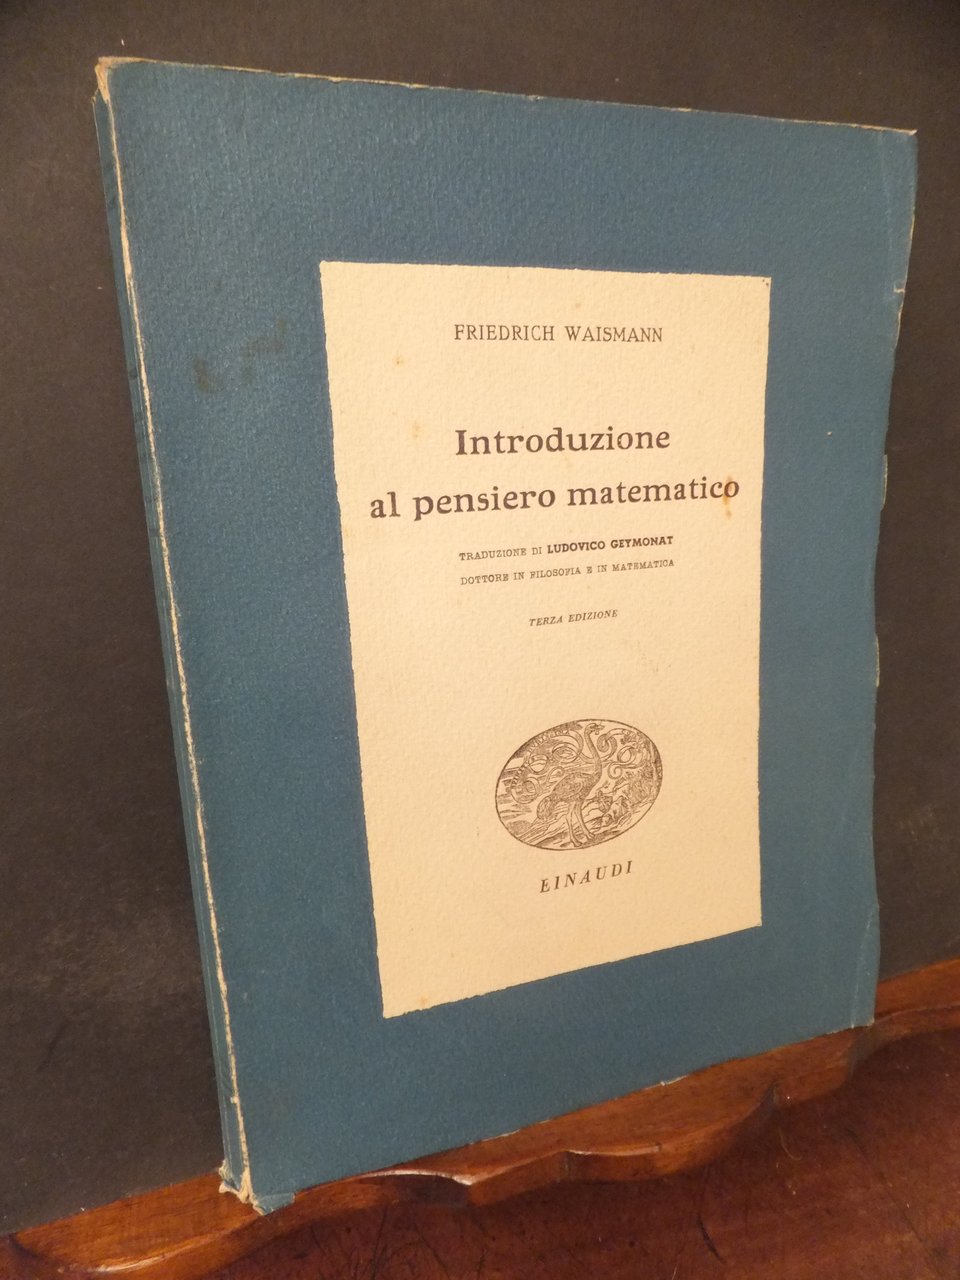 FRIEDRICH WAISMANN
Introduzione
al pensiero matematico
TRADUZIONE DI LUDOVICO GEYMONAT
DOTTORE IN FILOSOFIA E IN MATEMATICA
TERZA EDIZIONE
EINAUDI